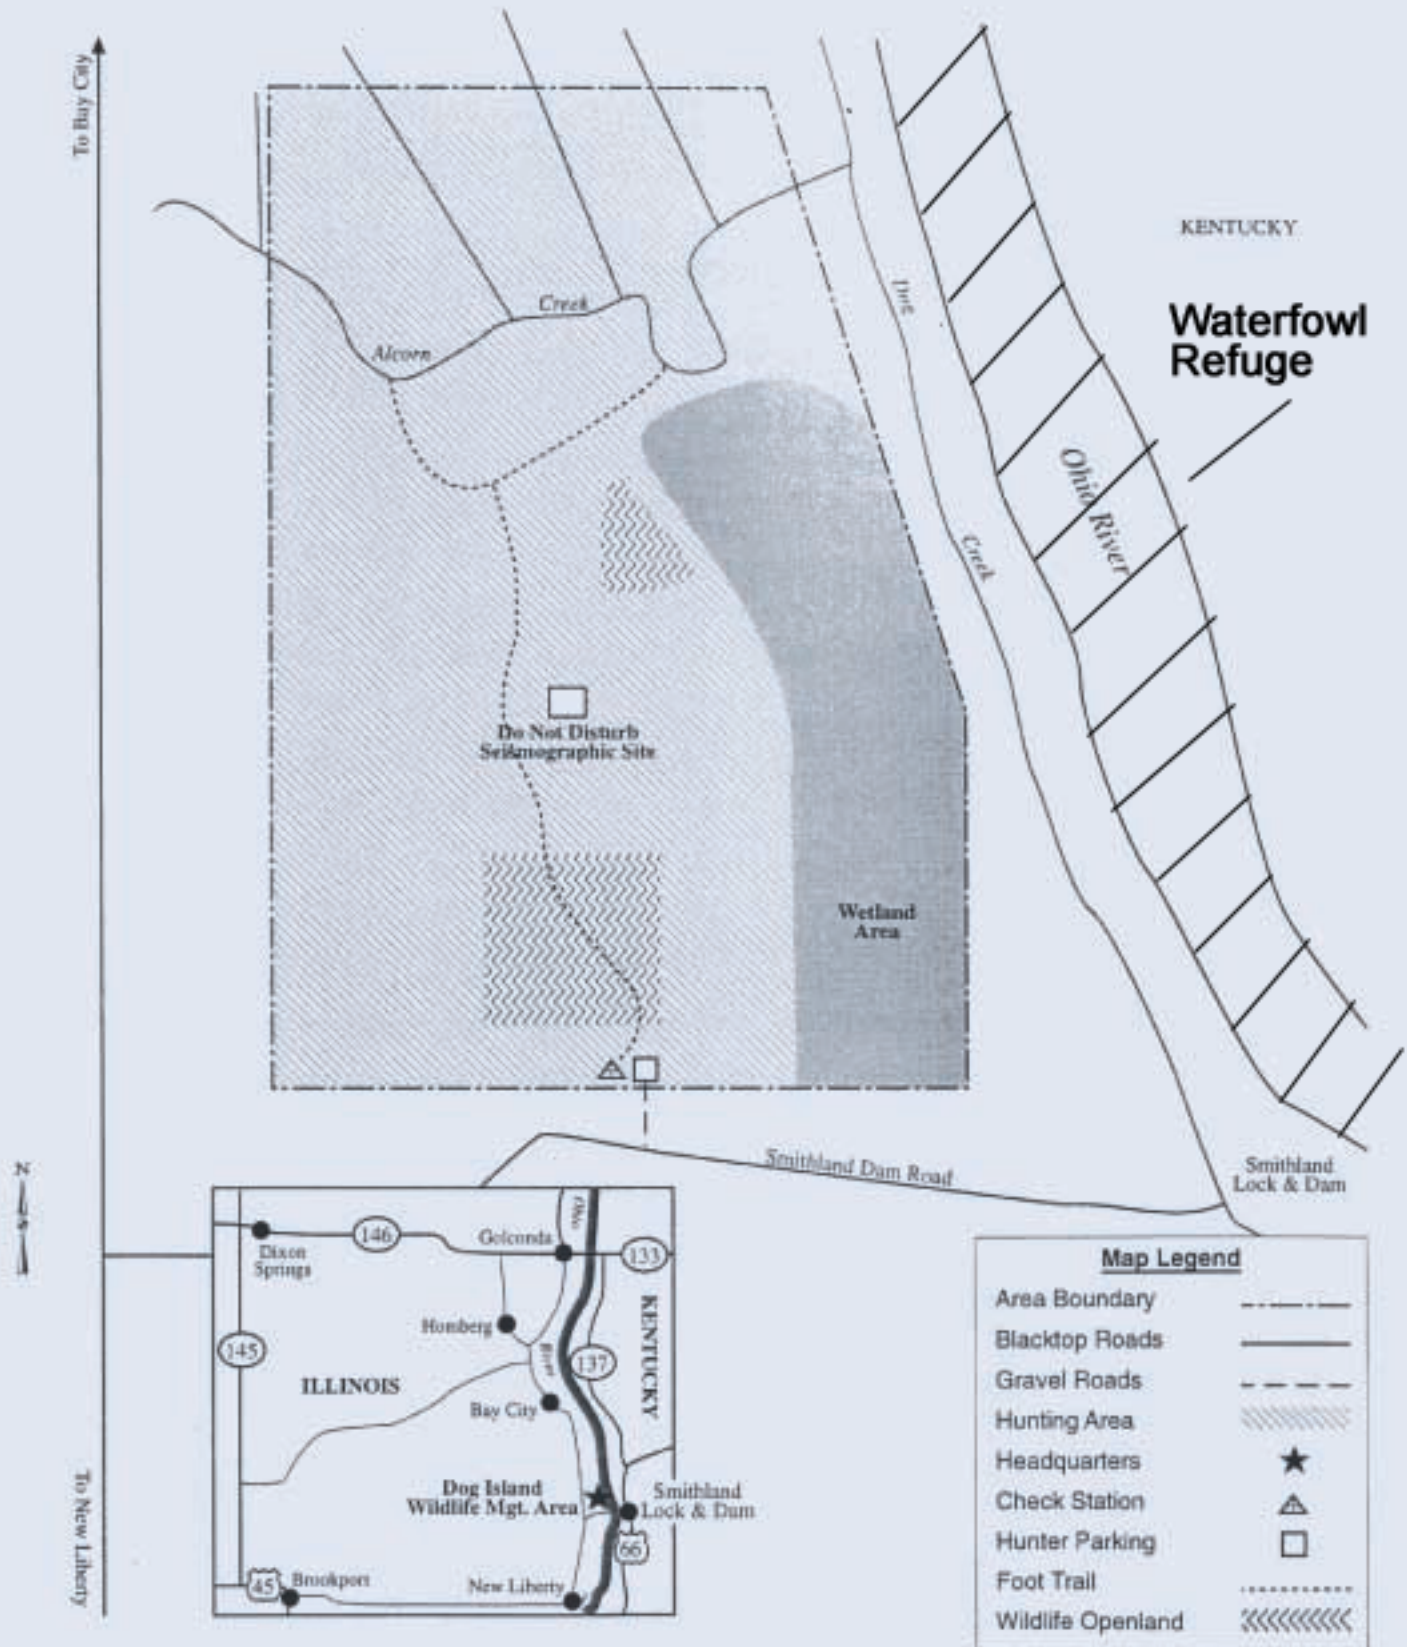 To Bay City
KENTUCKY
Waterfowl
Refuge
Dog
Creek
Alcorn
Creek
Ohio River
Do Not Disturb
Seismographic Site
Wetland
Area
Smithland Dam Road
Smithland
Lock & Dam
N
S
To New Liberty
Ohio
146
Golconda
133
Dixon
Springs
Homberg
KENTUCKY
145
River
137
ILLINOIS
Bay City
Dog Island
Wildlife Mgt. Area
Smithland
Lock & Dam
66
45
Brookport
New Liberty
Map Legend
Area Boundary
Blacktop Roads
Gravel Roads
Hunting Area
Headquarters
Check Station
Hunter Parking
Foot Trail
Wildlife Openland